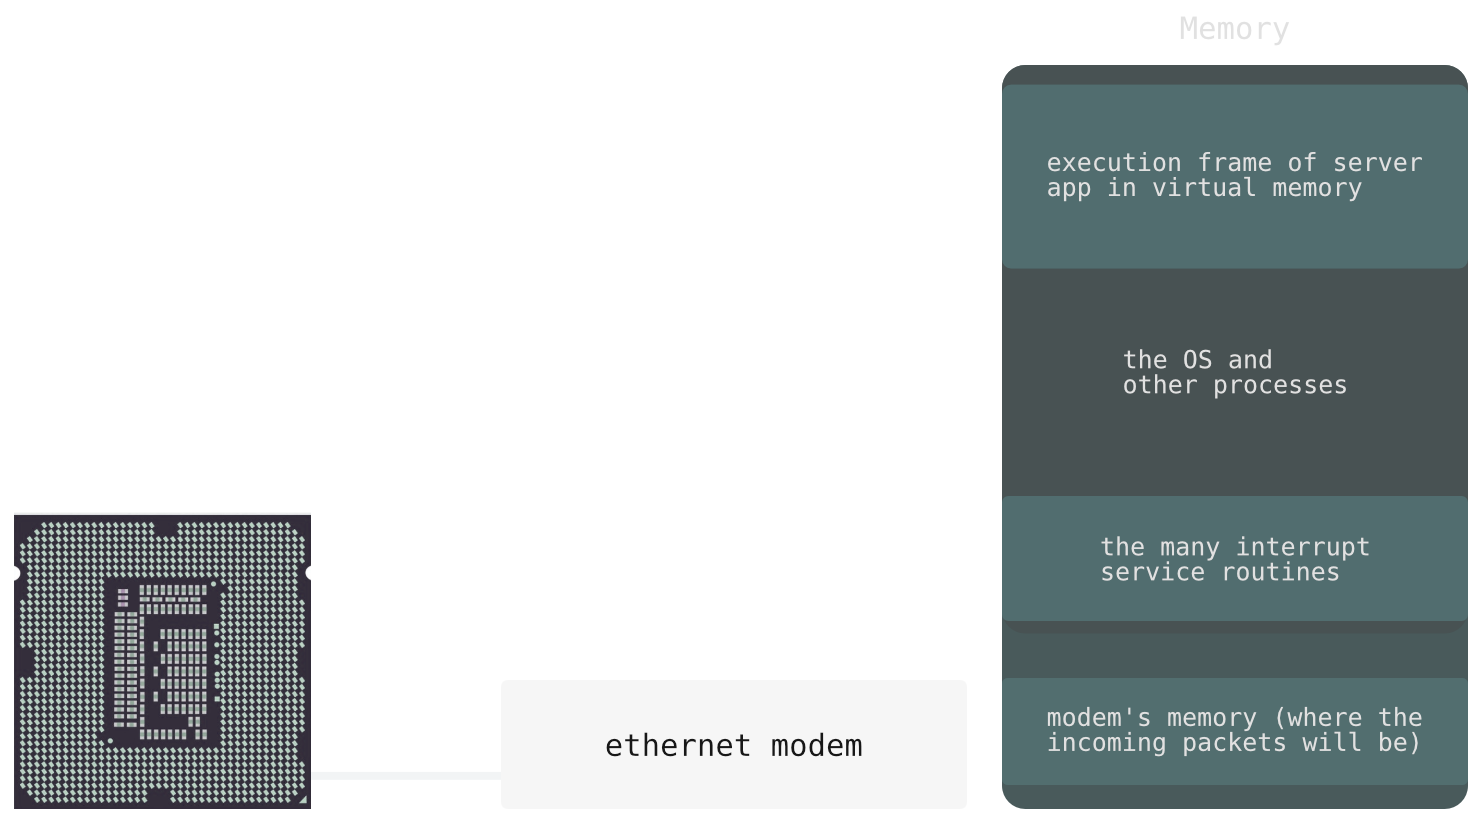 Memory
execution frame of server
app in virtual memory
the OS and
other processes
the many interrupt
service routines
modem's memory (where the
incoming packets will be)
ethernet modem